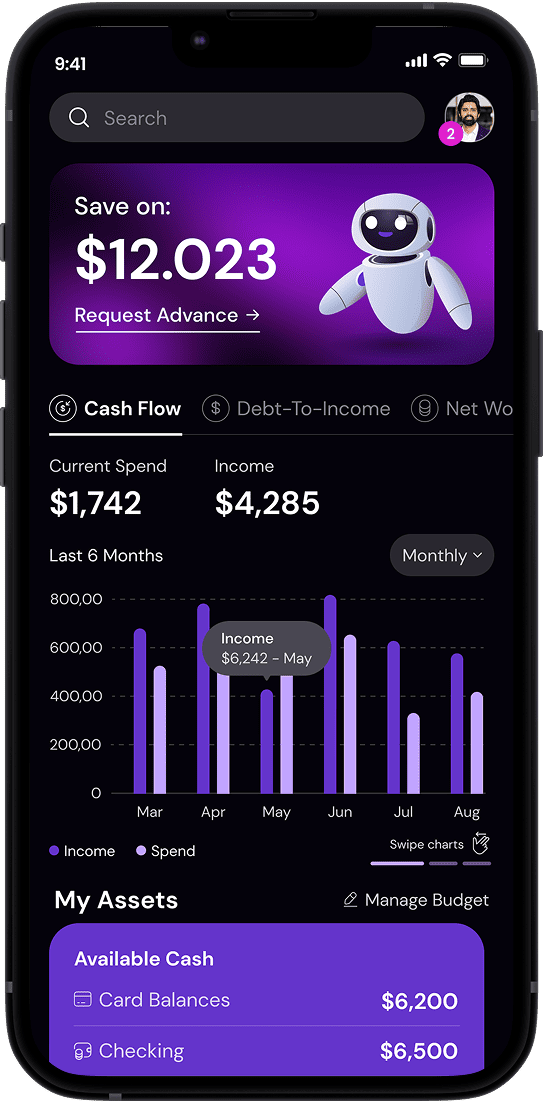 9:41
Search
2
Save on:
$12.023
Request Advance →
Cash Flow $ Debt-To-Income Net Wo
Current Spend Income
$1,742 $4,285
Last 6 Months Monthly
800,00
600,00
400,00
200,00
0
Income
$6,242 - May
Mar Apr May Jun Jul Aug
Income Spend
Swipe charts
My Assets Manage Budget
Available Cash
Card Balances $6,200
Checking $6,500